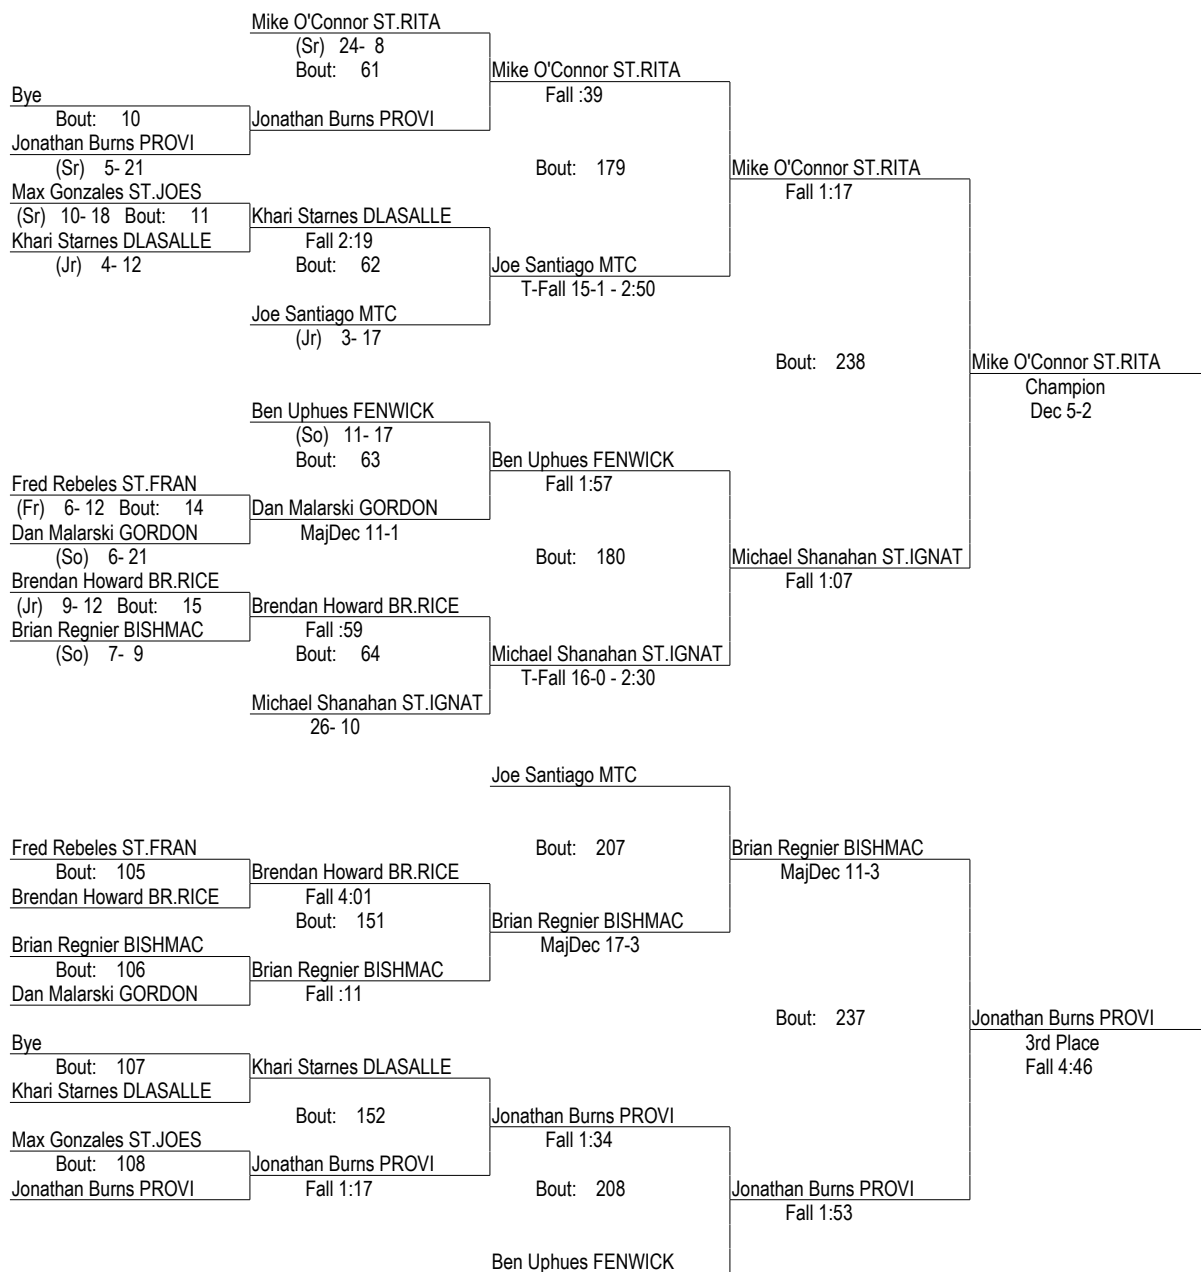 Mike O'Connor ST.RITA
(Sr) 24- 8
Bout: 61
Mike O'Connor ST.RITA
Fall :39
Bye
Bout: 10
Jonathan Burns PROVI
Jonathan Burns PROVI
(Sr) 5- 21
Bout: 179
Mike O'Connor ST.RITA
Fall 1:17
Max Gonzales ST.JOES
(Sr) 10- 18 Bout: 11
Khari Starnes DLASALLE
Khari Starnes DLASALLE
Fall 2:19
(Jr) 4- 12
Bout: 62
Joe Santiago MTC
T-Fall 15-1 - 2:50
Joe Santiago MTC
(Jr) 3- 17
Bout: 238
Mike O'Connor ST.RITA
Champion
Dec 5-2
Ben Uphues FENWICK
(So) 11- 17
Bout: 63
Ben Uphues FENWICK
Fall 1:57
Fred Rebeles ST.FRAN
(Fr) 6- 12 Bout: 14
Dan Malarski GORDON
Dan Malarski GORDON
MajDec 11-1
(So) 6- 21
Bout: 180
Michael Shanahan ST.IGNAT
Fall 1:07
Brendan Howard BR.RICE
(Jr) 9- 12 Bout: 15
Brendan Howard BR.RICE
Brian Regnier BISHMAC
Fall :59
(So) 7- 9
Bout: 64
Michael Shanahan ST.IGNAT
T-Fall 16-0 - 2:30
Michael Shanahan ST.IGNAT
26- 10
Joe Santiago MTC
Fred Rebeles ST.FRAN
Bout: 207
Brian Regnier BISHMAC
Bout: 105
Brendan Howard BR.RICE
MajDec 11-3
Brendan Howard BR.RICE
Fall 4:01
Bout: 151
Brian Regnier BISHMAC
MajDec 17-3
Brian Regnier BISHMAC
Bout: 106
Brian Regnier BISHMAC
Dan Malarski GORDON
Fall :11
Bout: 237
Jonathan Burns PROVI
3rd Place
Fall 4:46
Bye
Bout: 107
Khari Starnes DLASALLE
Khari Starnes DLASALLE
Bout: 152
Jonathan Burns PROVI
Fall 1:34
Max Gonzales ST.JOES
Bout: 108
Jonathan Burns PROVI
Jonathan Burns PROVI
Fall 1:17
Bout: 208
Jonathan Burns PROVI
Fall 1:53
Ben Uphues FENWICK